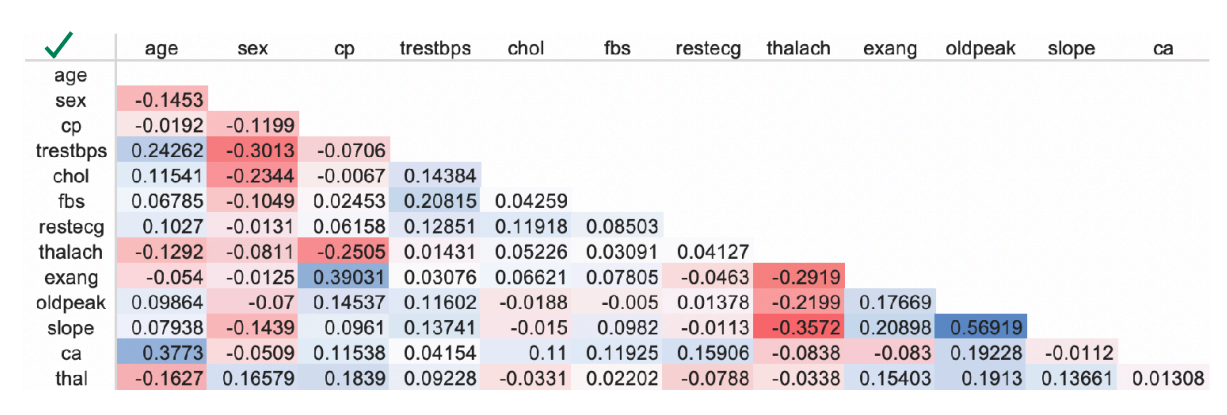 age sex cp trestbps chol fbs restecg thalach exang oldpeak slope ca
age
sex -0.1453
cp -0.0192 -0.1199
trestbps 0.24262 -0.3013 -0.0706
chol 0.11541 -0.2344 -0.0067 0.14384
fbs 0.06785 -0.1049 0.02453 0.20815 0.04259
restecg 0.1027 -0.0131 0.06158 0.12851 0.11918 0.08503
thalach -0.1292 -0.0811 -0.2505 0.01431 0.05226 0.03091 0.04127
exang -0.054 -0.0125 0.39031 0.03076 0.06621 0.07805 -0.0463 -0.2919
oldpeak 0.09864 -0.07 0.14537 0.11602 -0.0188 -0.005 0.01378 -0.2199 0.17669
slope 0.07938 -0.1439 0.0961 0.13741 -0.015 0.0982 -0.0113 -0.3572 0.20898 0.56919
ca 0.3773 -0.0509 0.11538 0.04154 0.11 0.11925 0.15906 -0.0838 -0.083 0.19228 -0.0112
thal -0.1627 0.16579 0.1839 0.09228 -0.0331 0.02202 -0.0788 -0.0338 0.15403 0.1913 0.13661 0.01308